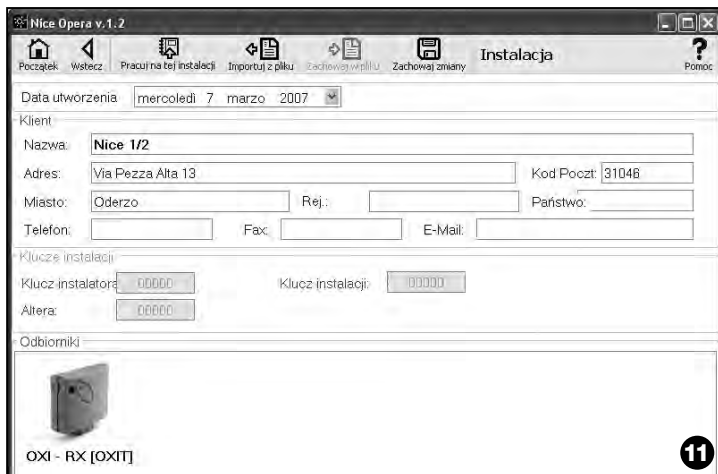 Nice Opera v.1.2
Początek Wstecz Pracuj na tej instalacji Importuj z pliku Zachowaj w pliku Zachowaj zmiany Instalacja Pomoc
Data utworzenia mercoledì 7 marzo 2007
Klient
Nazwa: Nice 1/2
Adres: Via Pezza Alta 13 Kod Poczt: 31046
Miasto: Oderzo Rej.: Państwo:
Telefon: Fax: E-Mail:
Klucze instalacji
Klucz instalatora 00000 Klucz instalacji: 00000
Altera: 00000
Odbiorniki
OXI - RX [OXIT]
11